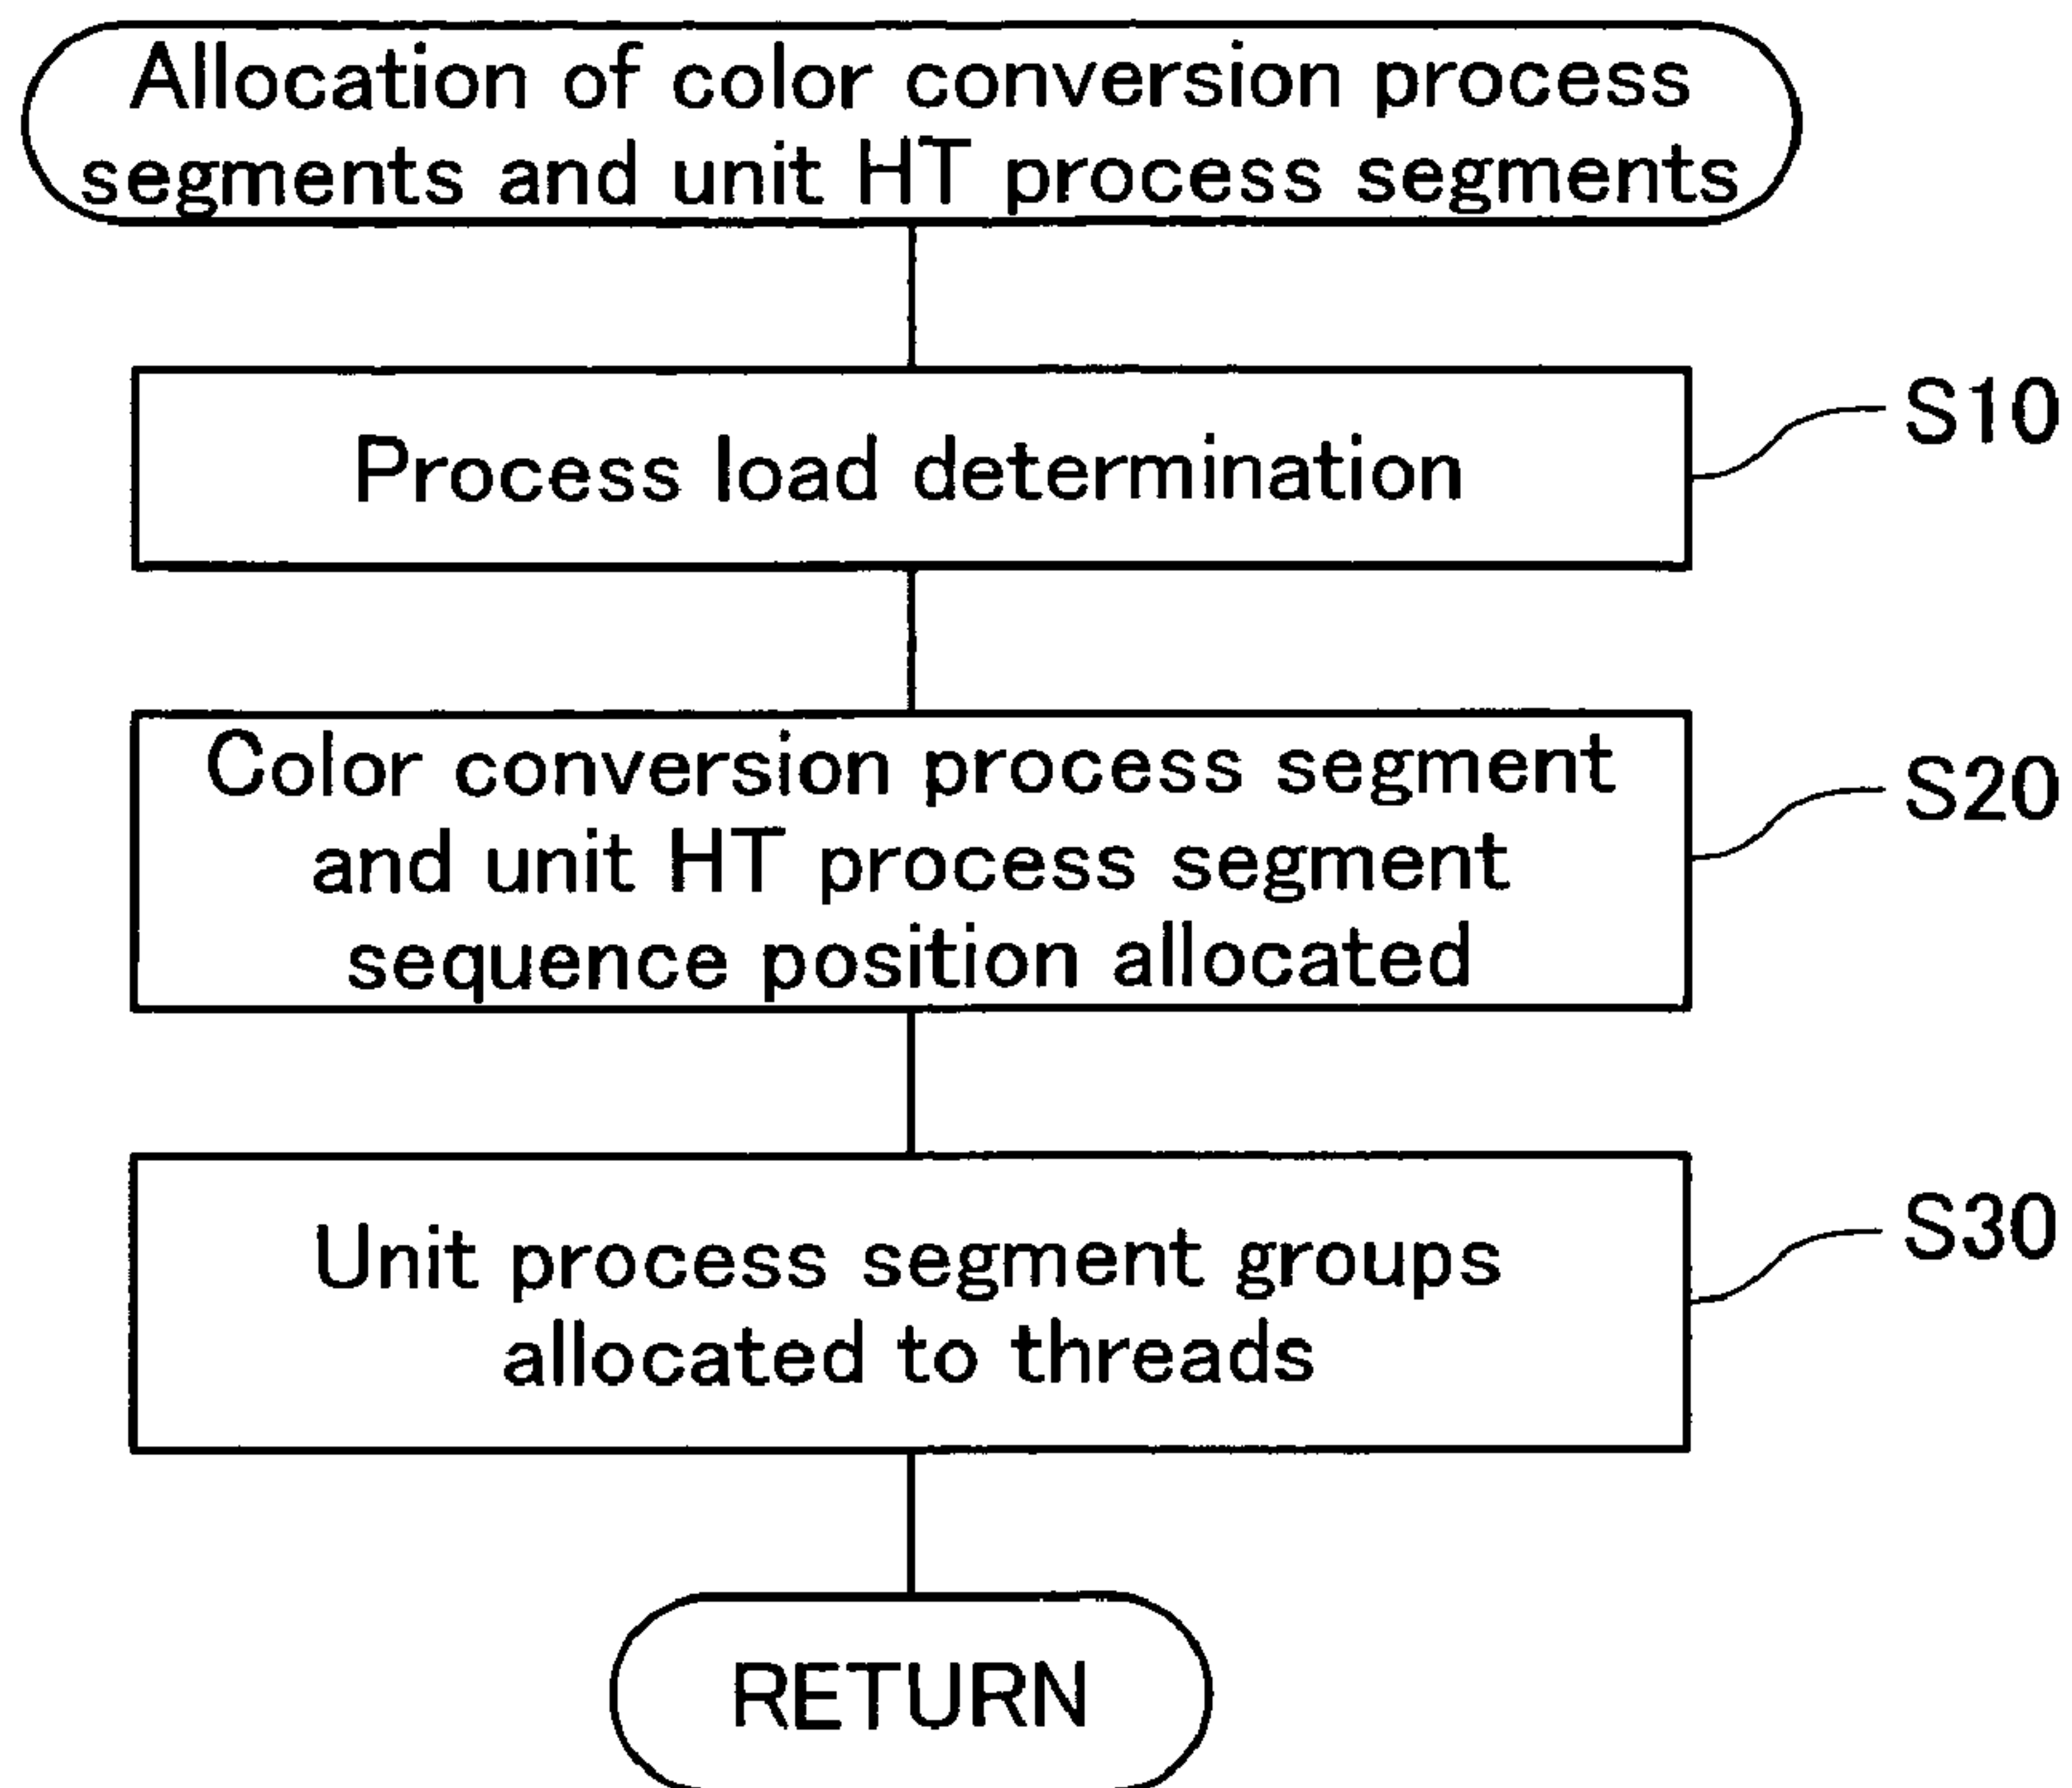 Allocation of color conversion process
segments and unit HT process segments
Process load determination
S10
Color conversion process segment
and unit HT process segment
sequence position allocated
S20
Unit process segment groups
allocated to threads
S30
RETURN